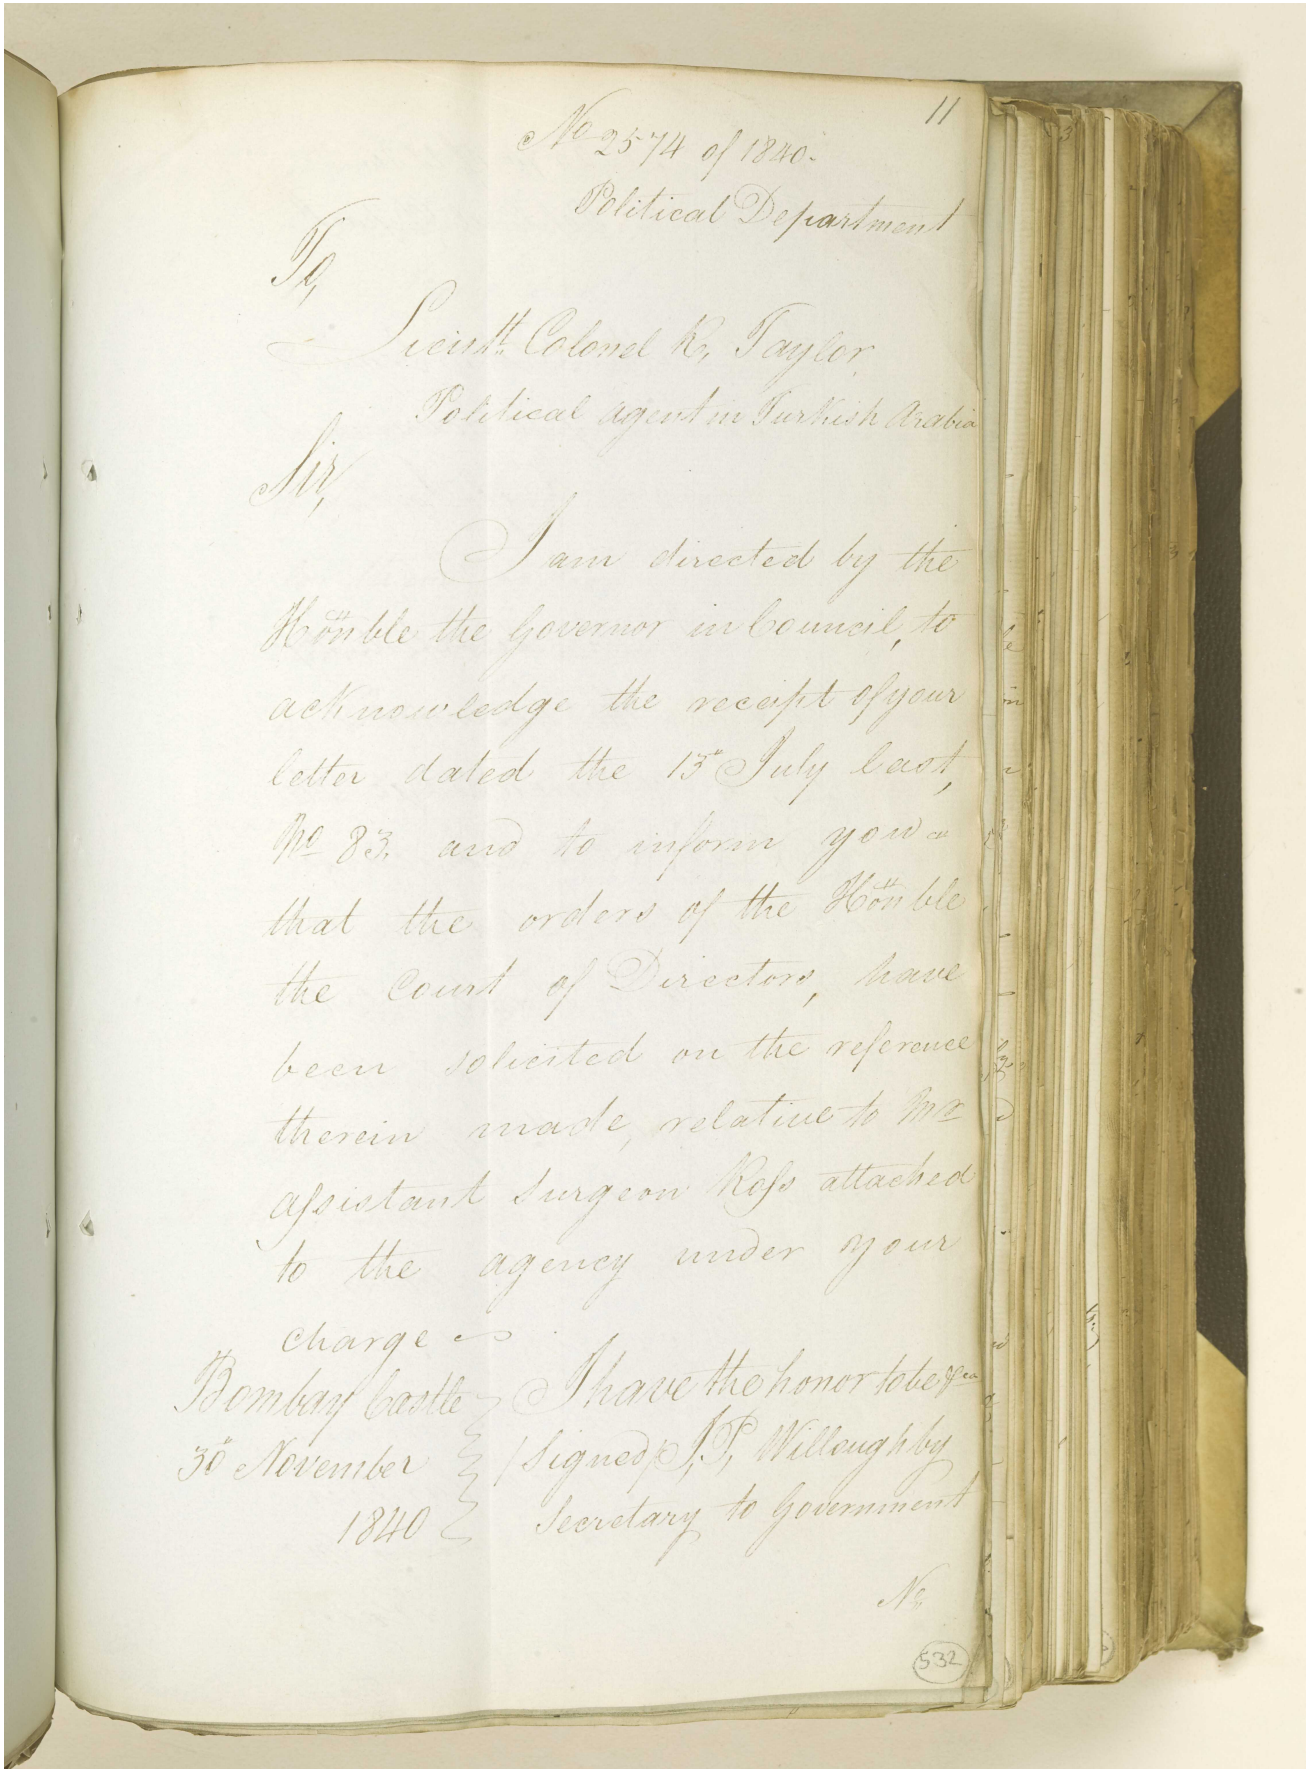 11
No 2574 of 1840.
Political Department
To,
Lieutt. Colonel R. Taylor
Political agent in Turkish Arabia
Sir,
I am directed by the
Honble the Governor in Council, to
acknowledge the receipt of your
letter dated the 15 July last,
No 83. and to inform you
that the orders of the Honble
the Court of Directors, have
been solicited on the reference
therein made, relative to Mr
assistant Surgeon Ross attached
to the agency under your
charge
Bombay Castle I have the honor to be &ca
30 November (Signed) J. P. Willoughby
1840 Secretary to Government
No
532